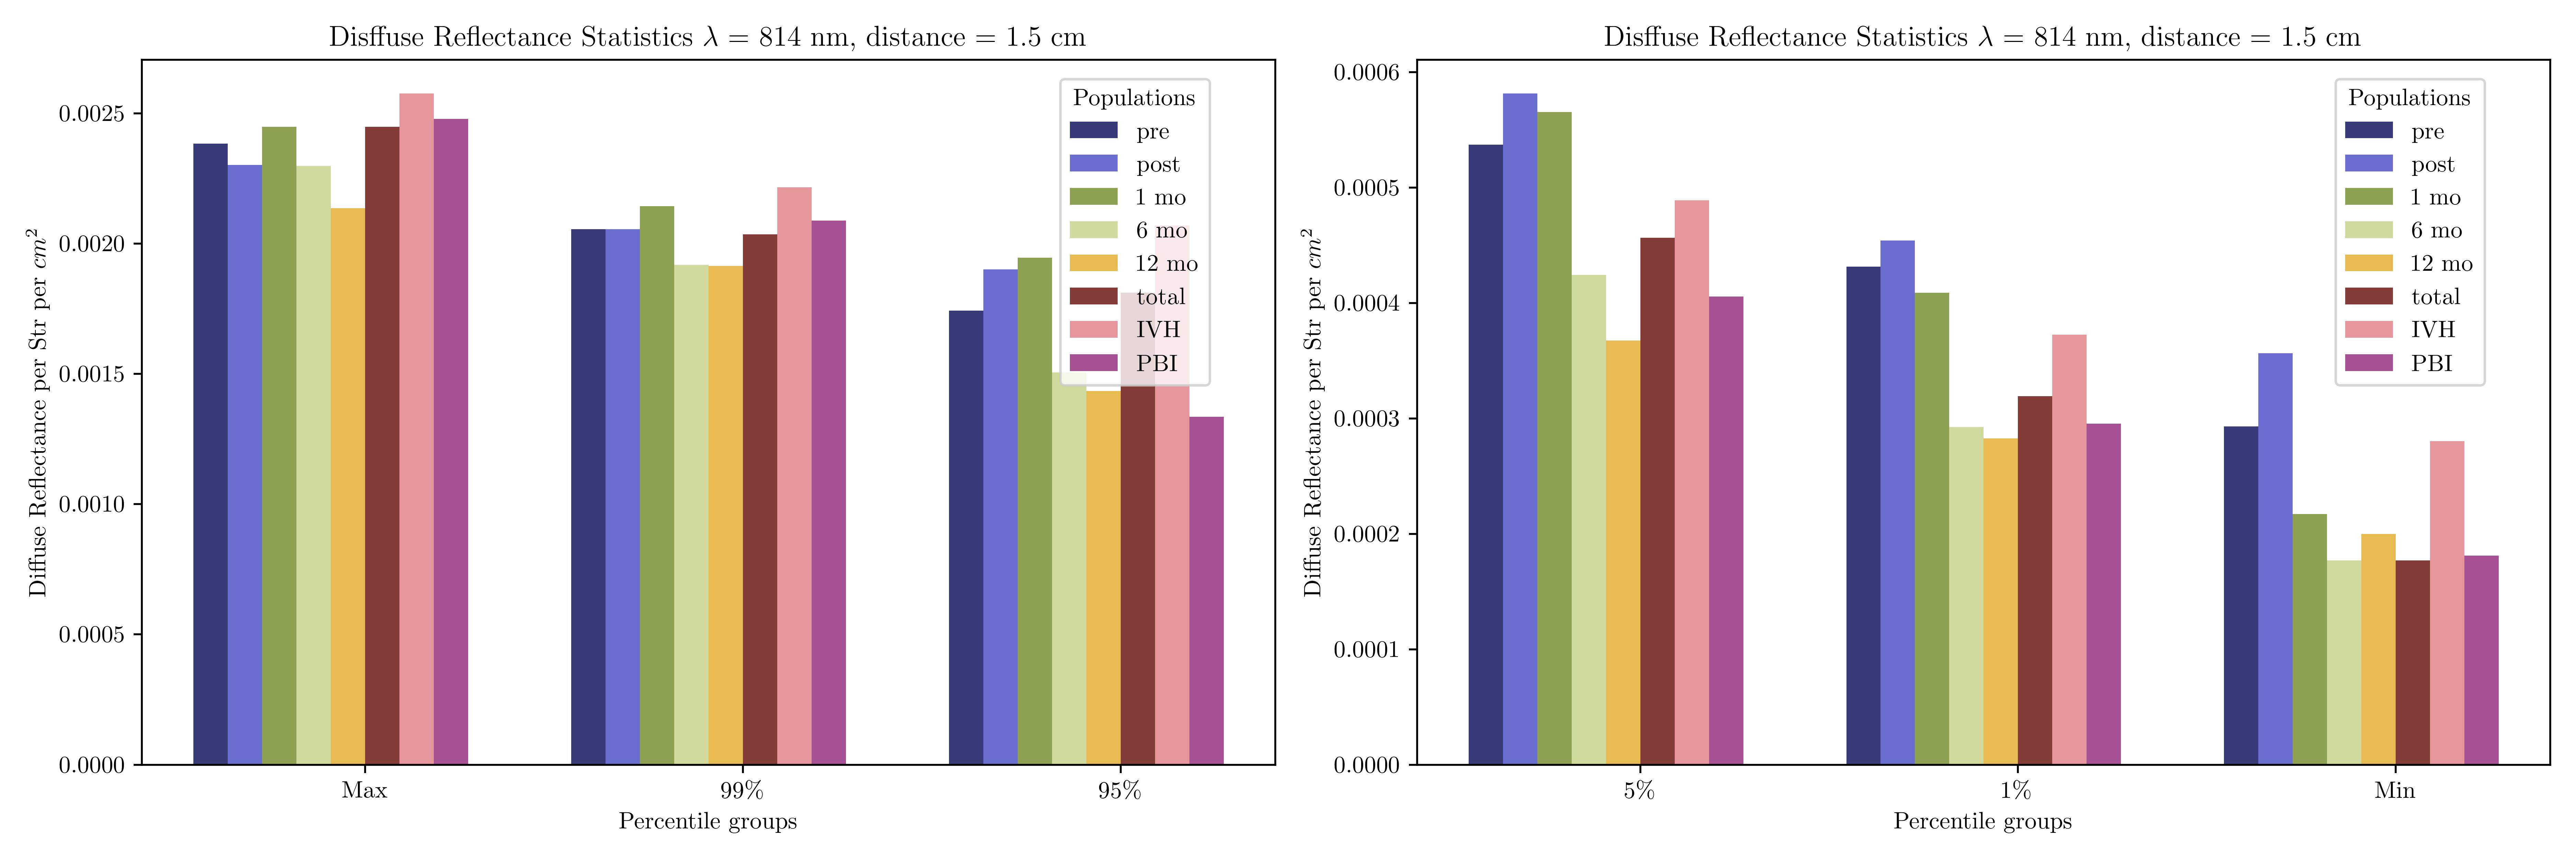 Disffuse Reflectance Statistics λ = 814 nm, distance = 1.5 cm
Diffuse Reflectance per Str per cm²
0.0025
0.0020
0.0015
0.0010
0.0005
0.0000
Max
99%
95%
Percentile groups
Populations
pre
post
1 mo
6 mo
12 mo
total
IVH
PBI
Disffuse Reflectance Statistics λ = 814 nm, distance = 1.5 cm
Diffuse Reflectance per Str per cm²
0.0006
0.0005
0.0004
0.0003
0.0002
0.0001
0.0000
5%
1%
Min
Percentile groups
Populations
pre
post
1 mo
6 mo
12 mo
total
IVH
PBI